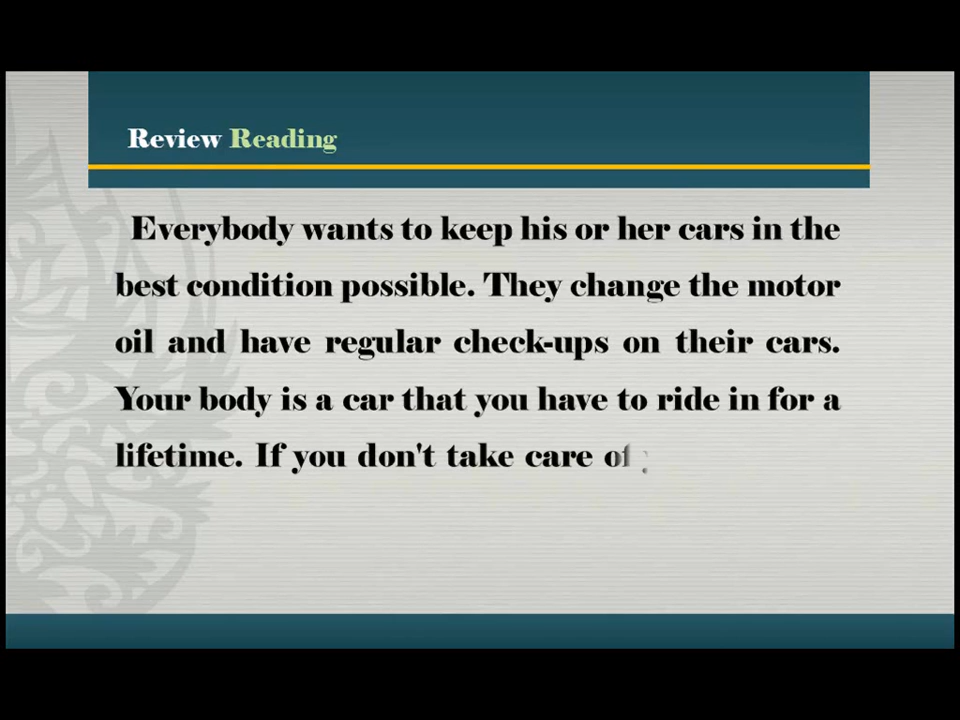 Review Reading
Everybody wants to keep his or her cars in the
best condition possible. They change the motor
oil and have regular check-ups on their cars.
Your body is a car that you have to ride in for a
lifetime. If you don't take care of